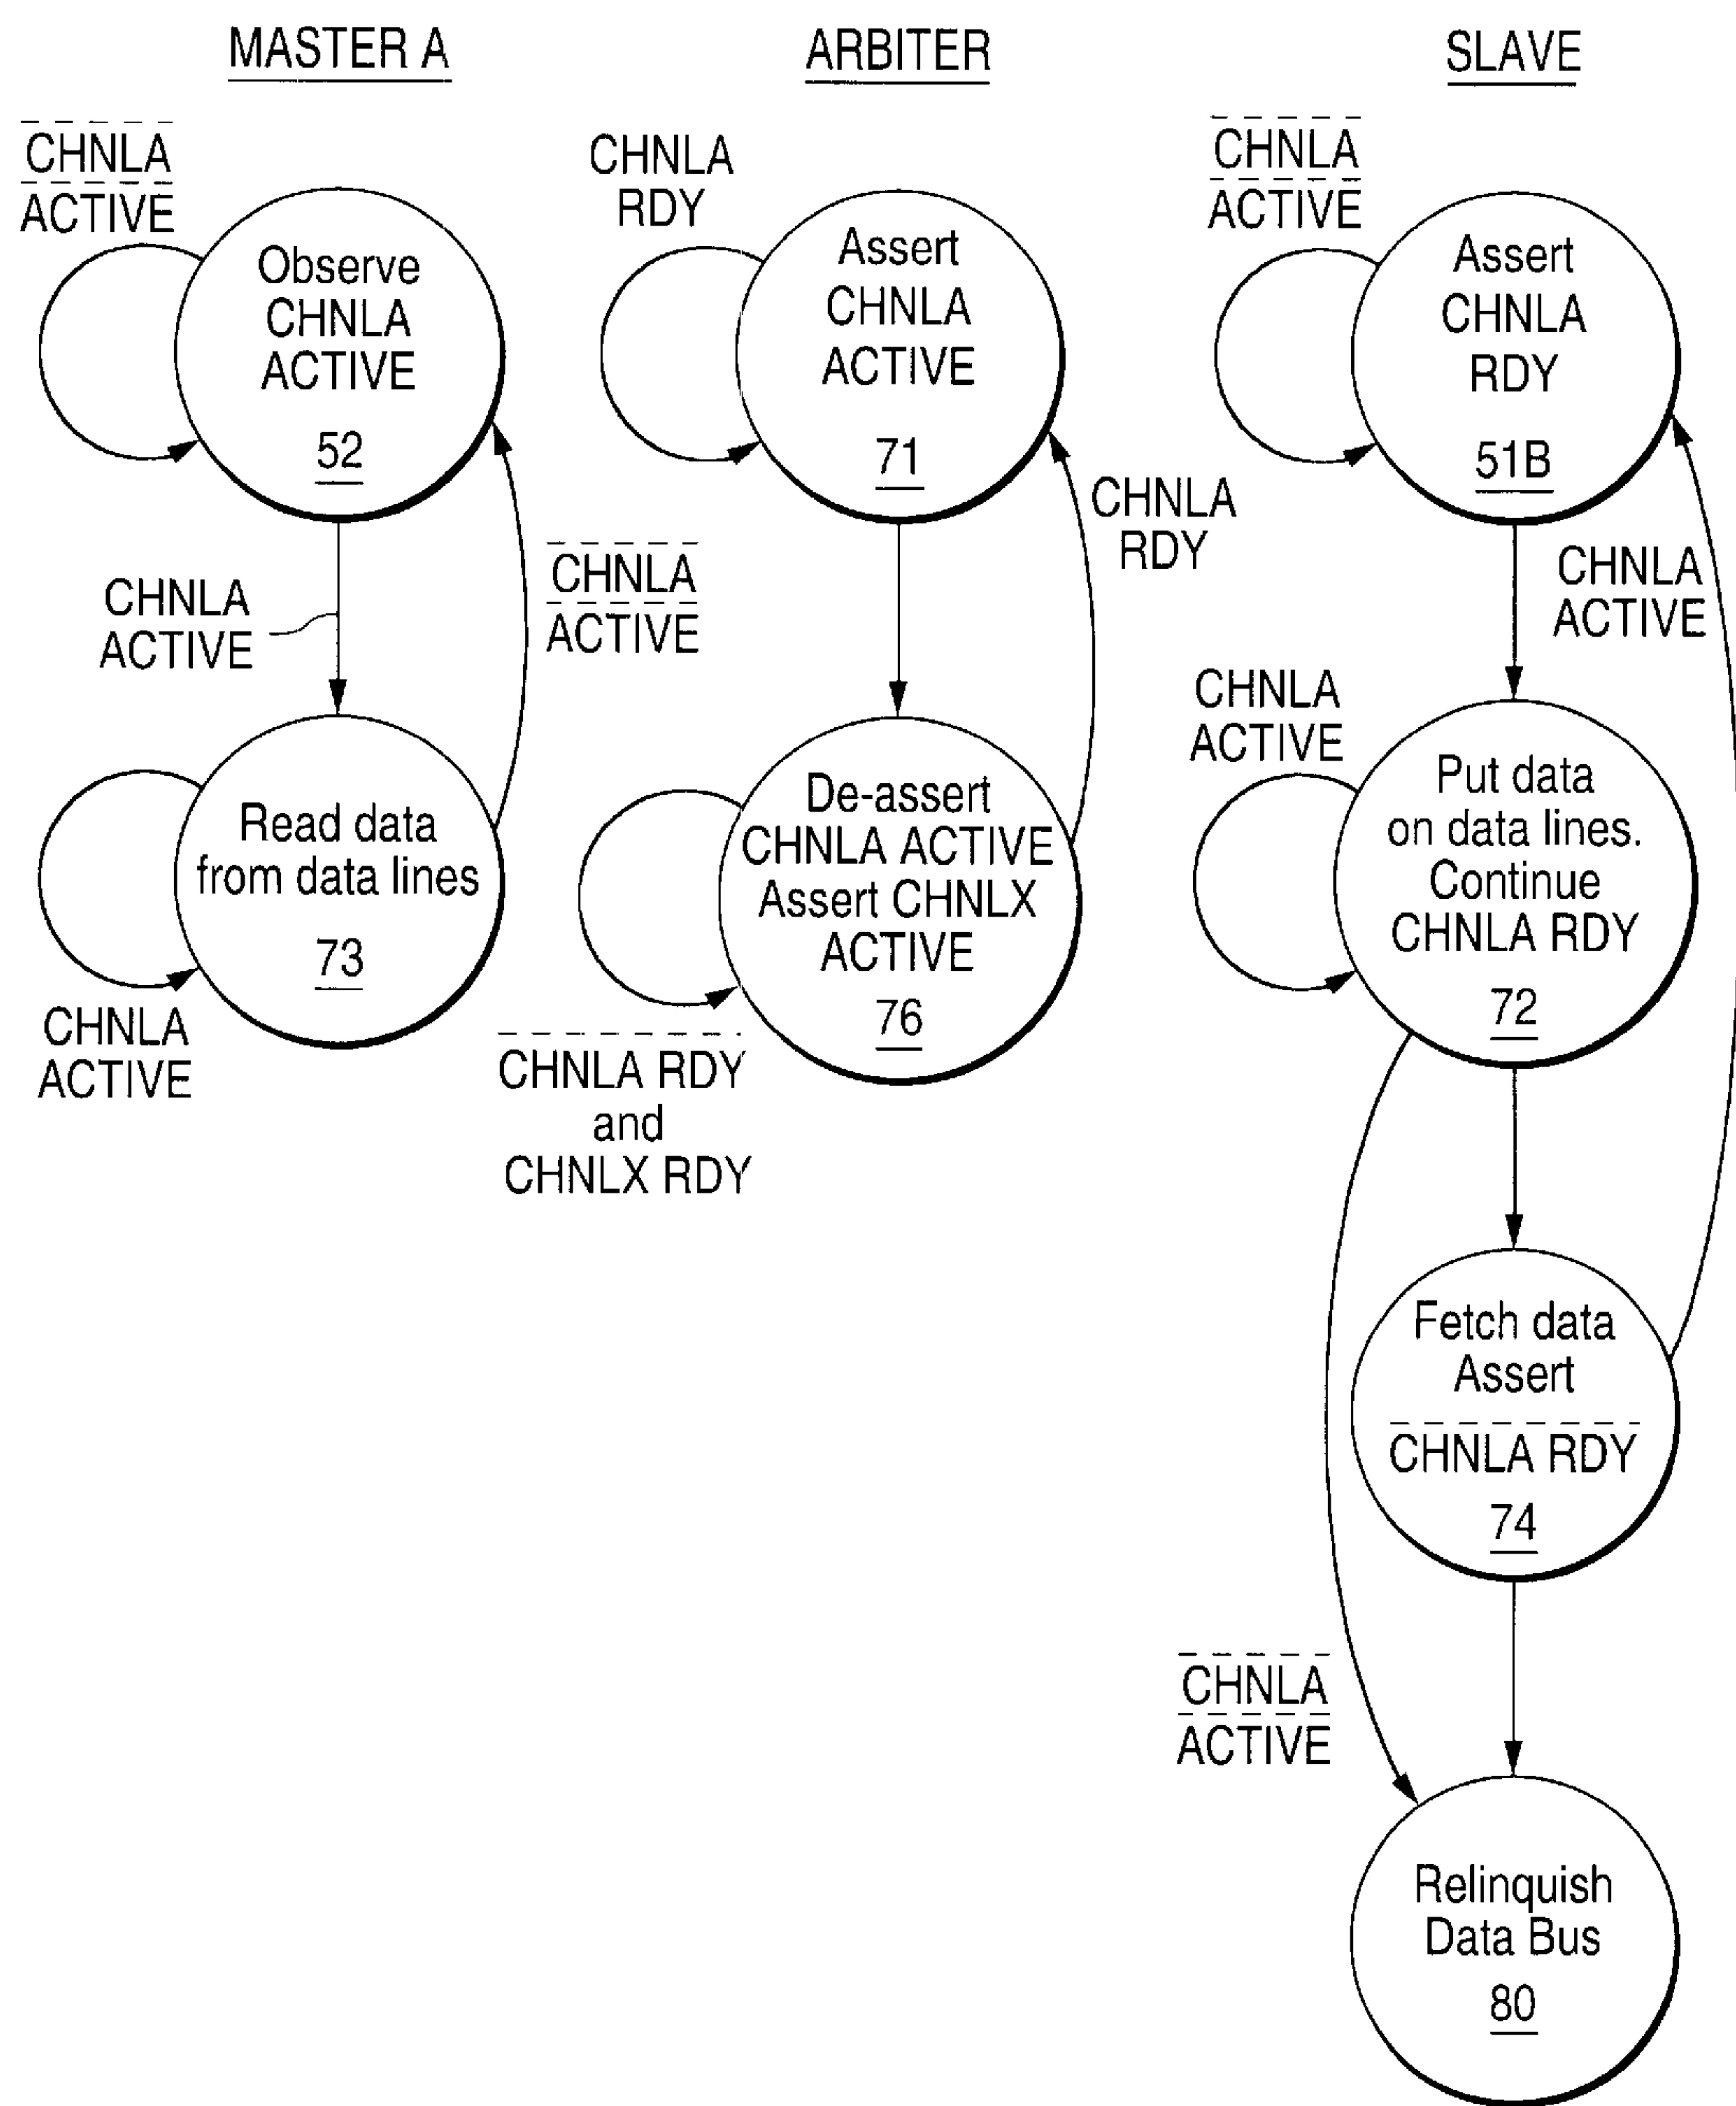 MASTER A
CHNLA
ACTIVE
Observe
CHNLA
ACTIVE
52
CHNLA
ACTIVE
CHNLA
ACTIVE
Read data
from data lines
73
CHNLA
ACTIVE
ARBITER
CHNLA
RDY
Assert
CHNLA
ACTIVE
71
CHNLA
RDY
De-assert
CHNLA ACTIVE
Assert CHNLX
ACTIVE
76
CHNLA RDY
and
CHNLX RDY
SLAVE
CHNLA
ACTIVE
Assert
CHNLA
RDY
51B
CHNLA
ACTIVE
CHNLA
ACTIVE
Put data
on data lines.
Continue
CHNLA RDY
72
Fetch data
Assert
CHNLA RDY
74
CHNLA
ACTIVE
Relinquish
Data Bus
80